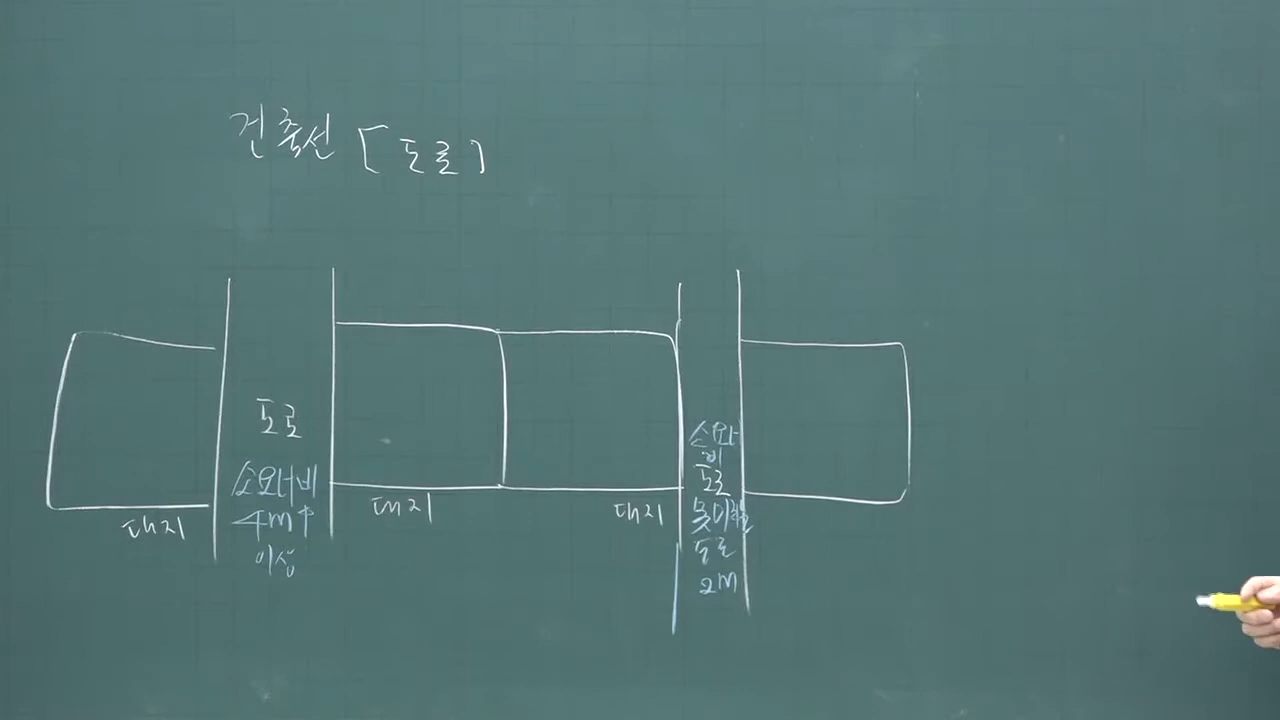 건축선 [도로]
도로
소요너비
4m↑
이상
대지
대지
대지
소요너
비
도로
못미치는
도로
2m